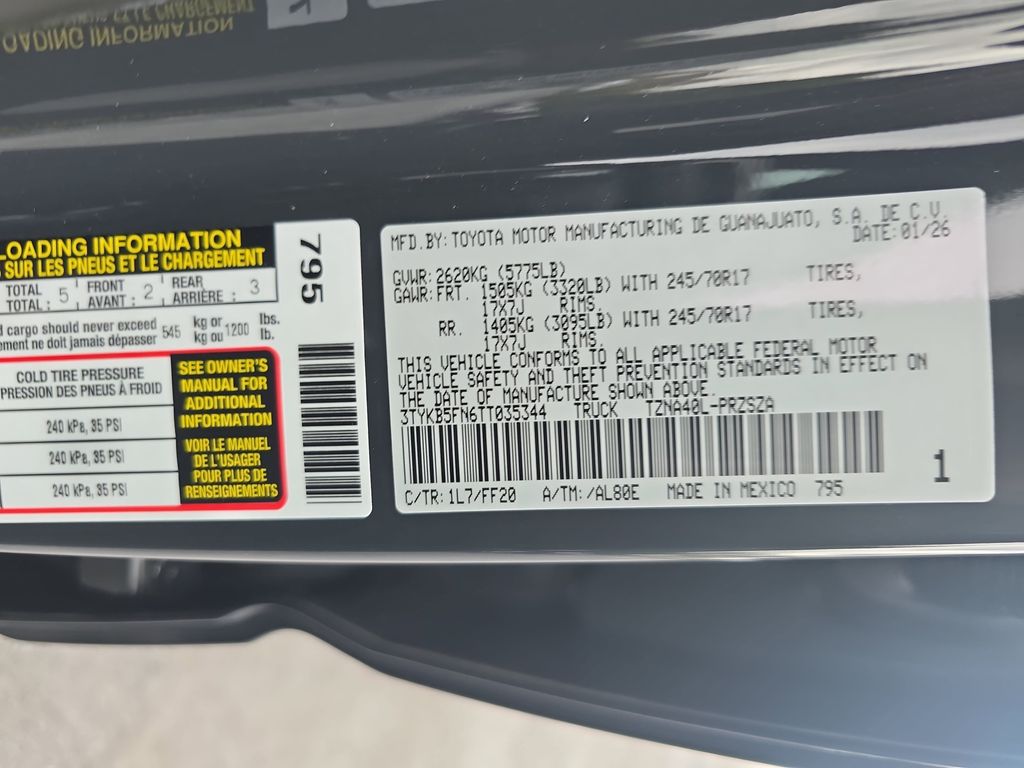 LOADING INFORMATION
LOADING INFORMATION
SUR LES PNEUS ET LE CHARGEMENT
TOTAL
TOTAL : 5
FRONT
AVANT : 2
REAR
ARRIÈRE : 3
cargo should never exceed
ne doit jamais dépasser
545
kg or
kg ou
1200
lbs.
lb.
COLD TIRE PRESSURE
PRESSION DES PNEUS À FROID
240 kPa, 35 PSI
240 kPa, 35 PSI
240 kPa, 35 PSI
SEE OWNER'S
MANUAL FOR
ADDITIONAL
INFORMATION
VOIR LE MANUEL
DE L'USAGER
POUR PLUS DE
RENSEIGNEMENTS
795
MFD.BY: TOYOTA MOTOR MANUFACTURING DE GUANAJUATO, S.A. DE C.V.
DATE: 01/26
GVWR: 2620KG (5775LB)
GAWR: FRT. 1505KG (3320LB) WITH 245/70R17 TIRES,
17X7J RIMS,
RR. 1405KG (3095LB) WITH 245/70R17 TIRES,
17X7J RIMS,
THIS VEHICLE CONFORMS TO ALL APPLICABLE FEDERAL MOTOR
VEHICLE SAFETY AND THEFT PREVENTION STANDARDS IN EFFECT ON
THE DATE OF MANUFACTURE SHOWN ABOVE.
3TYKB5FN6TT035344 TRUCK TZNA40L-PRZSZA
C/TR: 1L7/FF20 A/TM: /AL80E MADE IN MEXICO 795
1